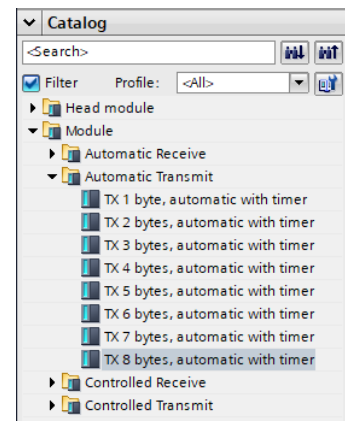 Catalog
<Search>
Filter Profile: <All>
Head module
Module
Automatic Receive
Automatic Transmit
TX 1 byte, automatic with timer
TX 2 bytes, automatic with timer
TX 3 bytes, automatic with timer
TX 4 bytes, automatic with timer
TX 5 bytes, automatic with timer
TX 6 bytes, automatic with timer
TX 7 bytes, automatic with timer
TX 8 bytes, automatic with timer
Controlled Receive
Controlled Transmit